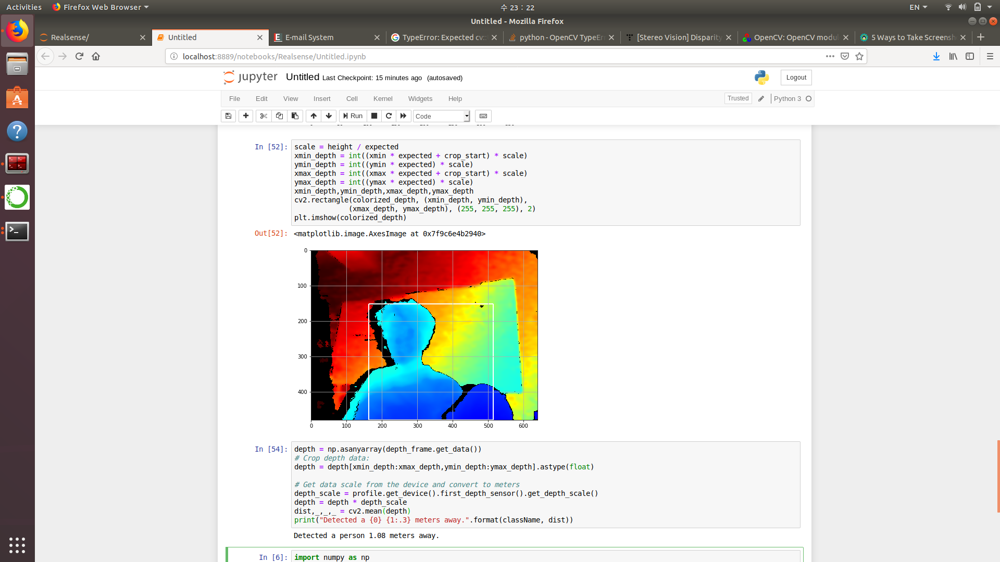 Activities Firefox Web Browser 수 23 : 22 EN
Untitled - Mozilla Firefox
Realsense/ Untitled E-mail System TypeError: Expected cv:: python - OpenCV TypeErr [Stereo Vision] Disparity OpenCV: OpenCV modul 5 Ways to Take Screensh
localhost:8889/notebooks/Realsense/Untitled.ipynb
jupyter Untitled Last Checkpoint: 15 minutes ago (autosaved) Logout
File Edit View Insert Cell Kernel Widgets Help Trusted Python 3
Run Code
In [52]: scale = height / expected
xmin_depth = int((xmin * expected + crop_start) * scale)
ymin_depth = int((ymin * expected) * scale)
xmax_depth = int((xmax * expected + crop_start) * scale)
ymax_depth = int((ymax * expected) * scale)
xmin_depth,ymin_depth,xmax_depth,ymax_depth
cv2.rectangle(colorized_depth, (xmin_depth, ymin_depth),
(xmax_depth, ymax_depth), (255, 255, 255), 2)
plt.imshow(colorized_depth)
Out[52]: <matplotlib.image.AxesImage at 0x7f9c6e4b2940>
0
100
200
300
400
0 100 200 300 400 500 600
In [54]: depth = np.asanyarray(depth_frame.get_data())
# Crop depth data:
depth = depth[xmin_depth:xmax_depth,ymin_depth:ymax_depth].astype(float)
# Get data scale from the device and convert to meters
depth_scale = profile.get_device().first_depth_sensor().get_depth_scale()
depth = depth * depth_scale
dist,_,_,_ = cv2.mean(depth)
print("Detected a {0} {1:.3} meters away.".format(className, dist))
Detected a person 1.08 meters away.
In [6]: import numpy as np